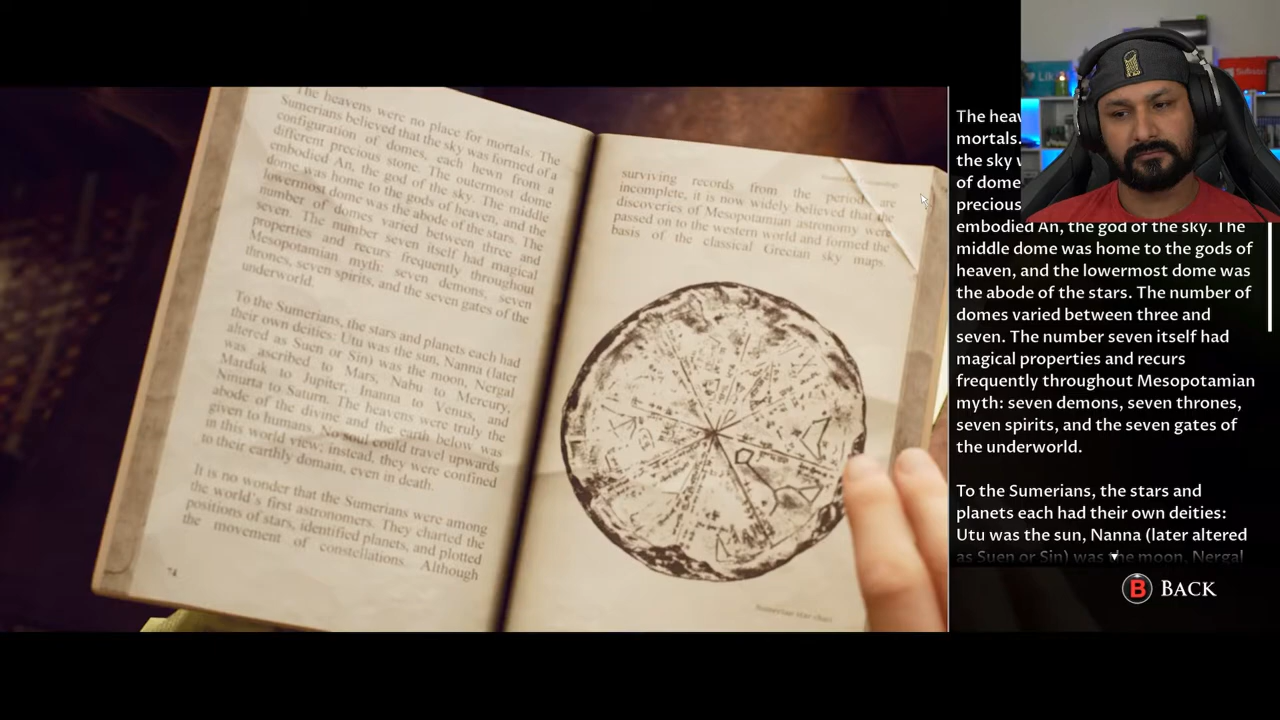 The heavens were no place for mortals. The
Sumerians believed that the sky was formed of a
configuration of domes, each hewn from a
different precious stone. The outermost dome
embodied An, the god of the sky. The middle
dome was home to the gods of heaven, and the
lowermost dome was the abode of the stars. The
number of domes varied between three and
seven. The number seven itself had magical
properties and recurs frequently throughout
Mesopotamian myth: seven demons, seven
thrones, seven spirits, and the seven gates of the
underworld.
To the Sumerians, the stars and planets each had
their own deities: Utu was the sun, Nanna (later
altered as Suen or Sin) was the moon, Nergal
was ascribed to Mars, Nabu to Mercury,
Marduk to Jupiter, Inanna to Venus, and
Ninurta to Saturn. The heavens were truly the
abode of the divine and the earth below was
given to humans. No soul could travel upwards
in this world view; instead, they were confined
to their earthly domain, even in death.
It is no wonder that the Sumerians were among
the world's first astronomers. They charted the
positions of stars, identified planets, and plotted
the movement of constellations. Although
74
surviving records from the period are
incomplete, it is now widely believed that the
discoveries of Mesopotamian astronomy were
passed on to the western world and formed the
basis of the classical Grecian sky maps.
Sumerian star chart
The heav
mortals.
the sky w
of dome
precious
embodied An, the god of the sky. The
middle dome was home to the gods of
heaven, and the lowermost dome was
the abode of the stars. The number of
domes varied between three and
seven. The number seven itself had
magical properties and recurs
frequently throughout Mesopotamian
myth: seven demons, seven thrones,
seven spirits, and the seven gates of
the underworld.
To the Sumerians, the stars and
planets each had their own deities:
Utu was the sun, Nanna (later altered
as Suen or Sin) was the moon, Nergal
B BACK